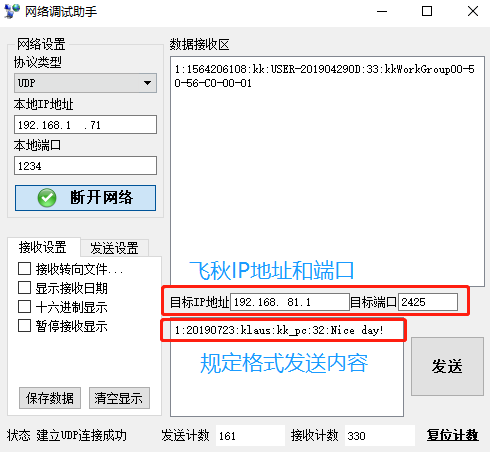 网络调试助手
网络设置
协议类型
UDP
本地IP地址
192.168.1 .71
本地端口
1234
断开网络
接收设置 发送设置
接收转向文件...
显示接收日期
十六进制显示
暂停接收显示
保存数据 清空显示
数据接收区
1:1564206108:kk:USER-201904290D:33:kkWorkGroup00-5
0-56-C0-00-01
飞秋IP地址和端口
目标IP地址 192.168. 81.1 目标端口 2425
1:20190723:klaus:kk_pc:32:Nice day!
规定格式发送内容
发送
状态 建立UDP连接成功 发送计数 161 接收计数 330 复位计数